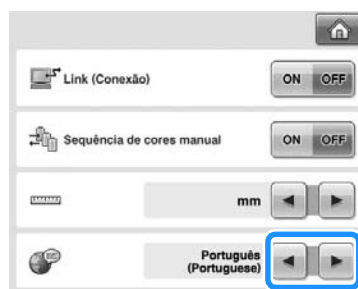 Link (Conexão) ON OFF
Sequência de cores manual ON OFF
mm
Português
(Portuguese)